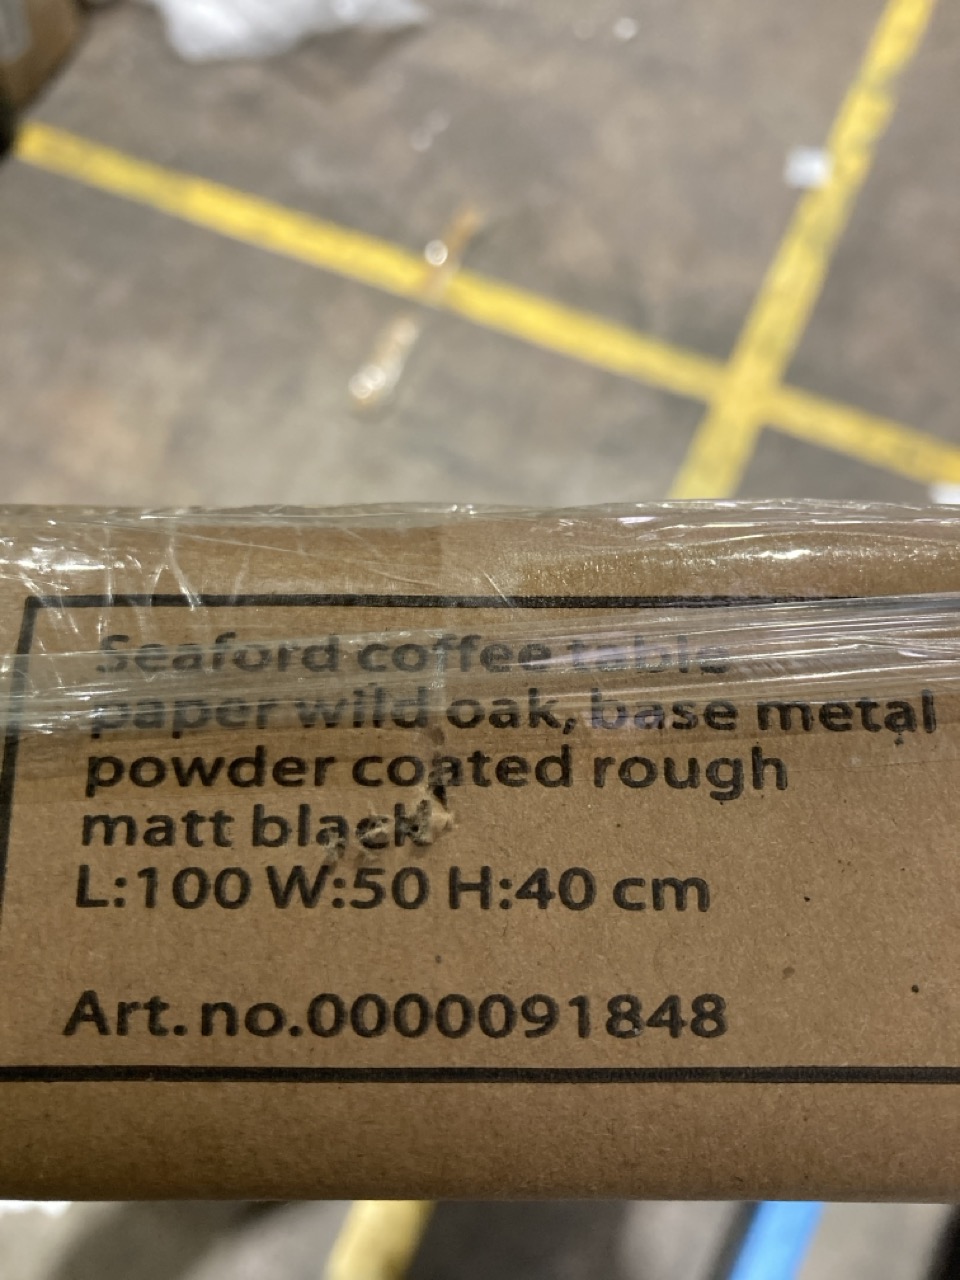 Seaford coffee table
paper wild oak, base metal
powder coated rough
matt black
L:100 W:50 H:40 cm
Art. no.0000091848